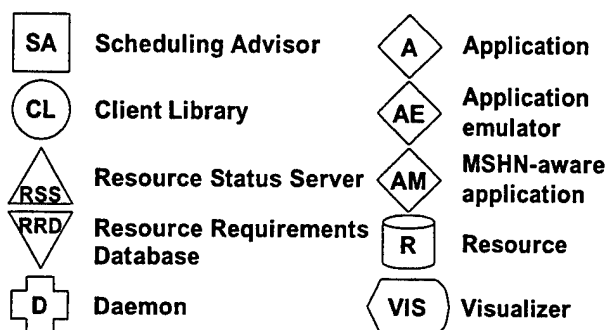 SA Scheduling Advisor
CL Client Library
RSS Resource Status Server
RRD Resource Requirements
Database
D Daemon
A Application
AE Application
emulator
AM MSHN-aware
application
R Resource
VIS Visualizer